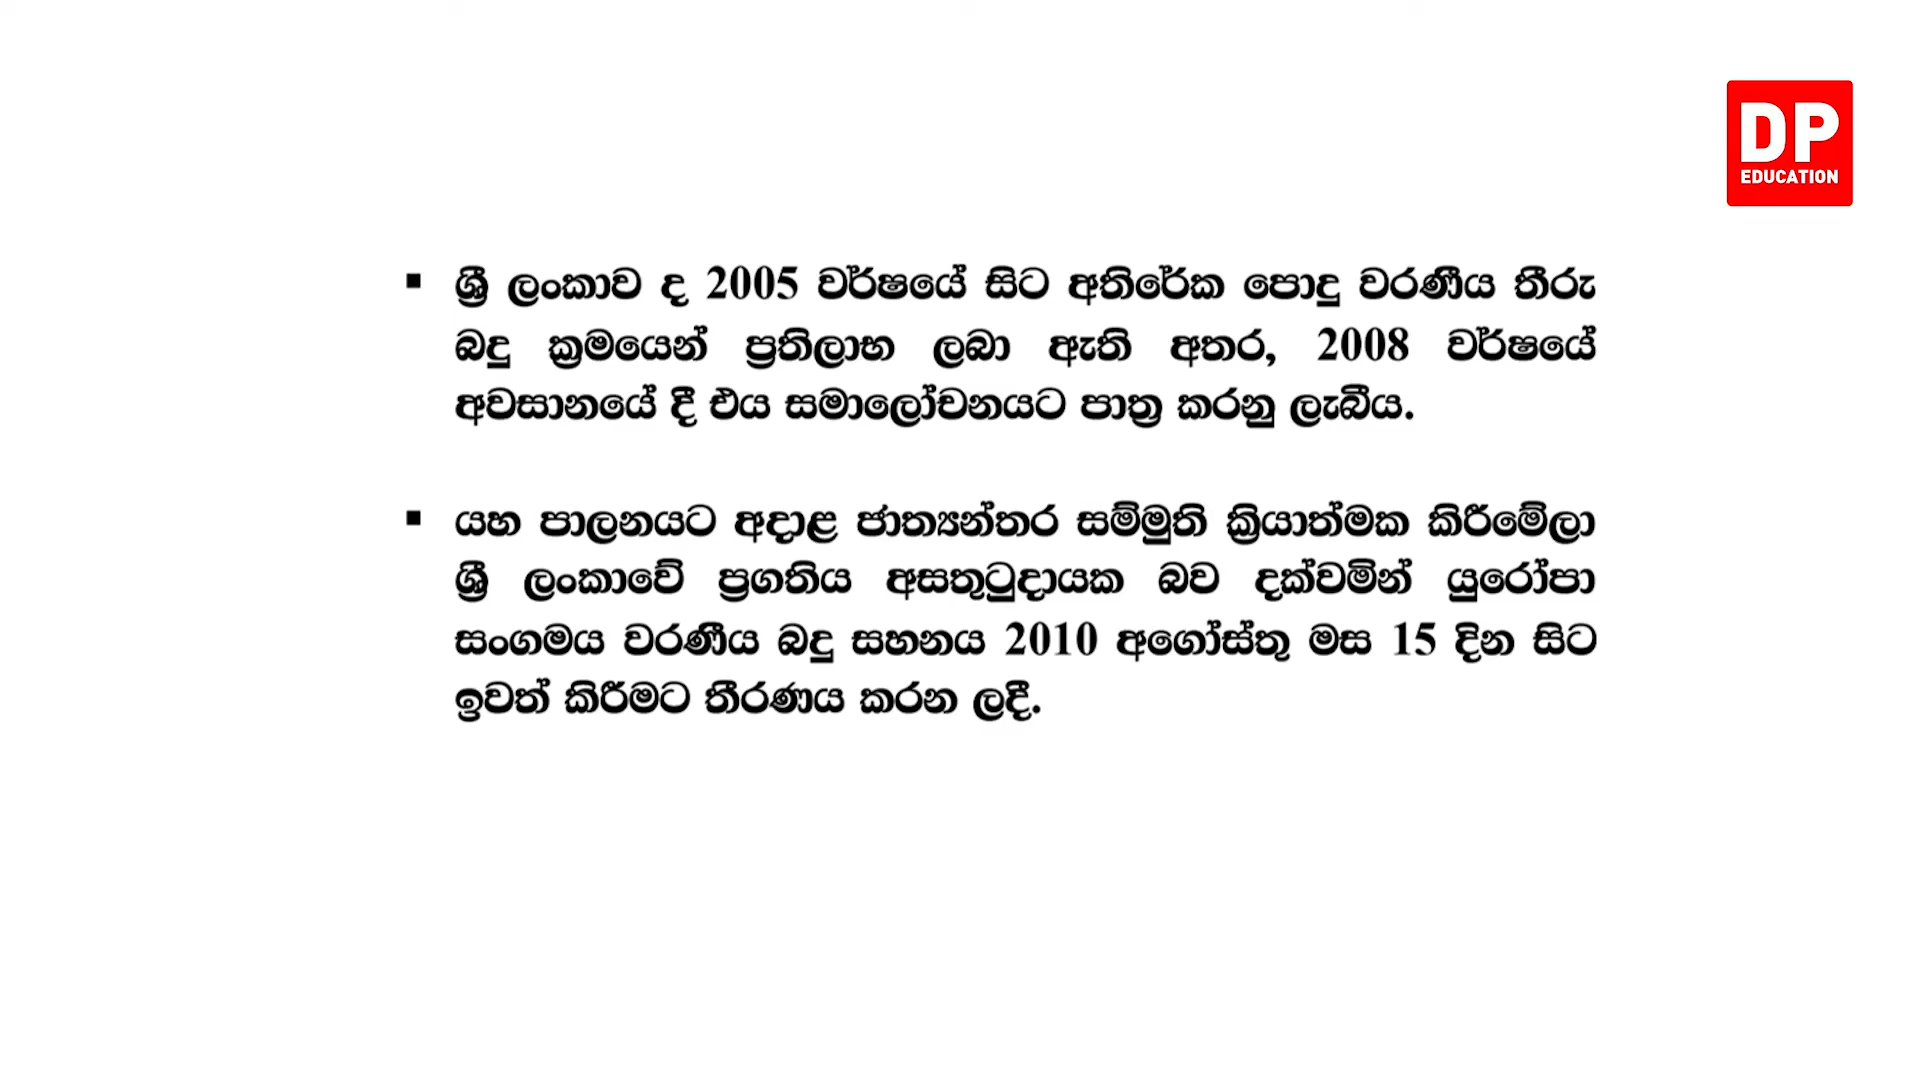 DP
EDUCATION
▪ ශ්‍රී ලංකාව ද 2005 වර්ෂයේ සිට අතිරේක පොදු වරණීය තීරු
බදු ක්‍රමයෙන් ප්‍රතිලාභ ලබා ඇති අතර, 2008 වර්ෂයේ
අවසානයේ දී එය සමාලෝචනයට පාත්‍ර කරනු ලැබීය.
▪ යහ පාලනයට අදාළ ජාත්‍යන්තර සම්මුති ක්‍රියාත්මක කිරීමේලා
ශ්‍රී ලංකාවේ ප්‍රගතිය අසතුටුදායක බව දක්වමින් යුරෝපා
සංගමය වරණීය බදු සහනය 2010 අගෝස්තු මස 15 දින සිට
ඉවත් කිරීමට තීරණය කරන ලදී.